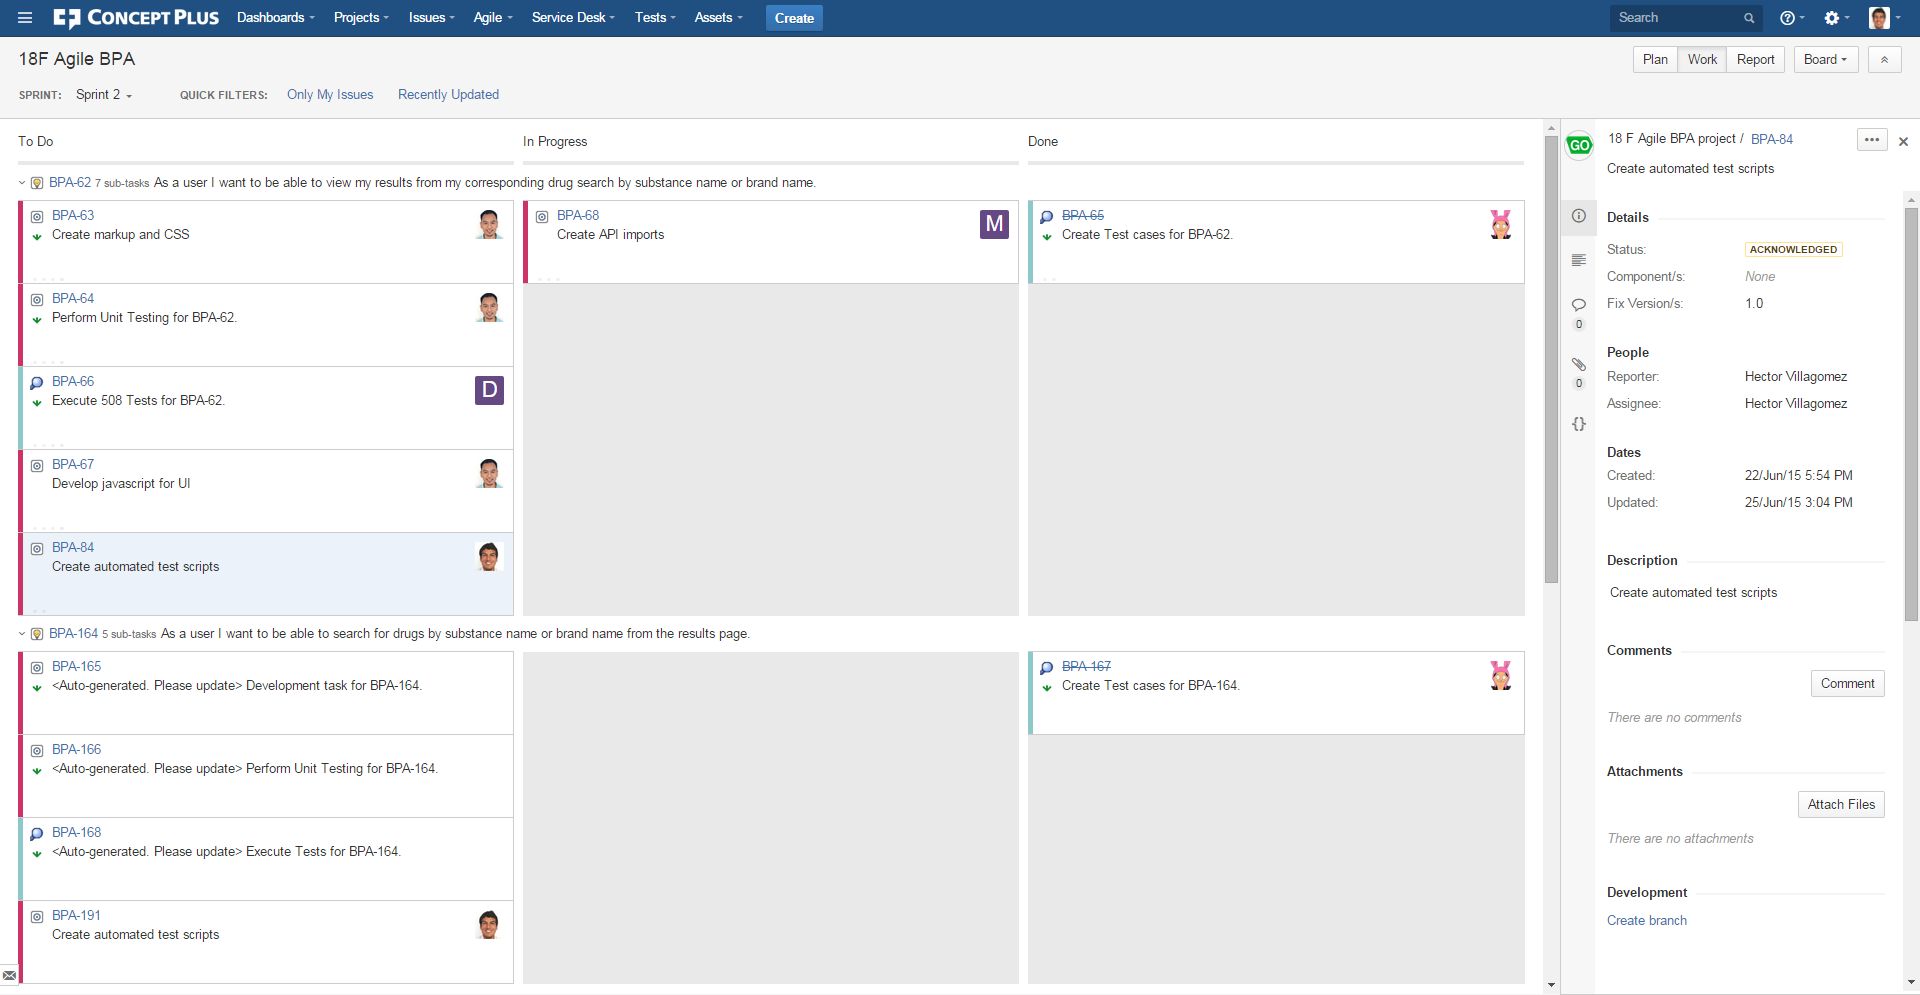 CONCEPT PLUS Dashboards Projects Issues Agile Service Desk Tests Assets Create Search
18F Agile BPA
Plan Work Report Board
SPRINT: Sprint 2 QUICK FILTERS: Only My Issues Recently Updated
To Do
In Progress
Done
BPA-62 7 sub-tasks As a user I want to be able to view my results from my corresponding drug search by substance name or brand name.
BPA-63
Create markup and CSS
BPA-64
Perform Unit Testing for BPA-62.
BPA-66
Execute 508 Tests for BPA-62.
D
BPA-67
Develop javascript for UI
BPA-84
Create automated test scripts
BPA-68
Create API imports
M
BPA-65
Create Test cases for BPA-62.
BPA-164 5 sub-tasks As a user I want to be able to search for drugs by substance name or brand name from the results page.
BPA-165
<Auto-generated. Please update> Development task for BPA-164.
BPA-166
<Auto-generated. Please update> Perform Unit Testing for BPA-164.
BPA-168
<Auto-generated. Please update> Execute Tests for BPA-164.
BPA-191
Create automated test scripts
BPA-167
Create Test cases for BPA-164.
GO
18 F Agile BPA project / BPA-84
Create automated test scripts
0
0
{}
Details
Status: ACKNOWLEDGED
Component/s: None
Fix Version/s: 1.0
People
Reporter: Hector Villagomez
Assignee: Hector Villagomez
Dates
Created: 22/Jun/15 5:54 PM
Updated: 25/Jun/15 3:04 PM
Description
Create automated test scripts
Comments
Comment
There are no comments
Attachments
Attach Files
There are no attachments
Development
Create branch